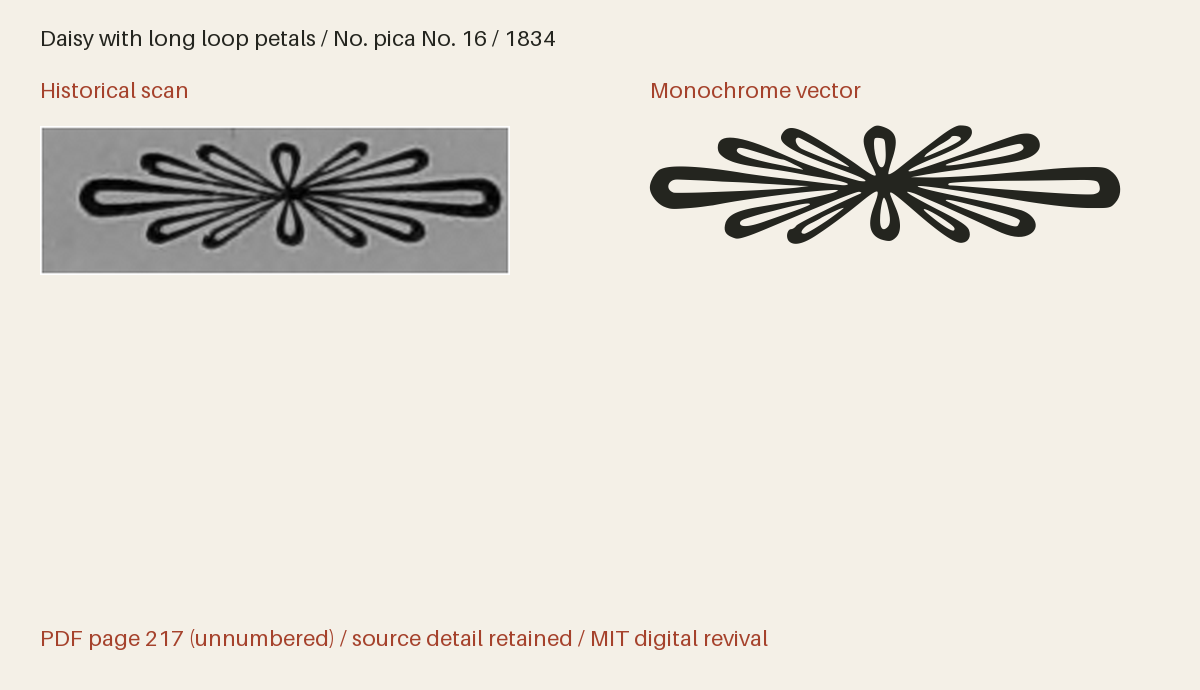 Daisy with long loop petals / No. pica No. 16 / 1834
Historical scan
Monochrome vector
PDF page 217 (unnumbered) / source detail retained / MIT digital revival